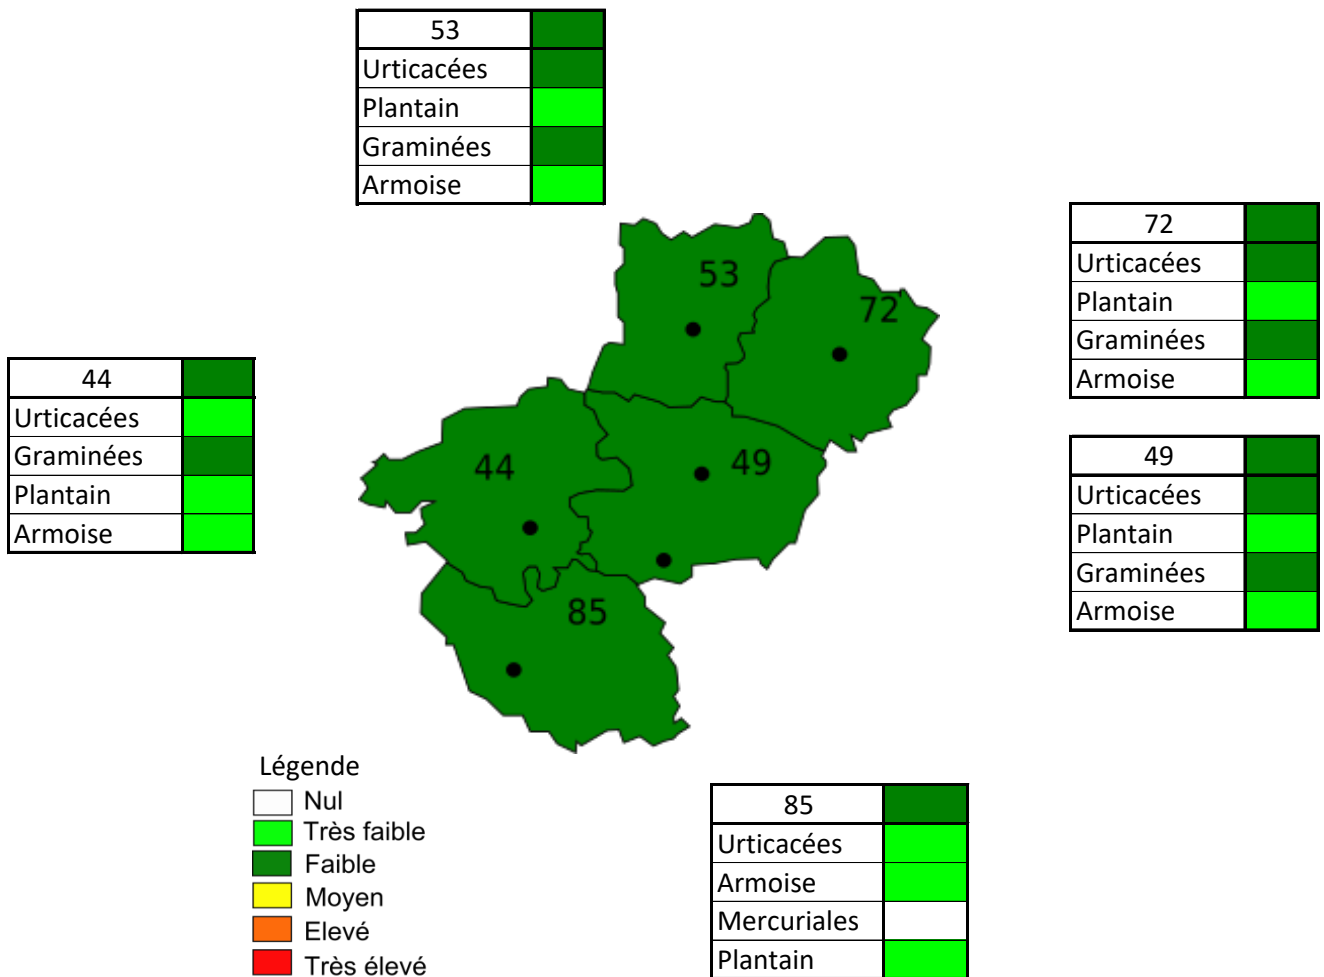 53
Urticacées
Plantain
Graminées
Armoise
72
Urticacées
Plantain
Graminées
Armoise
44
Urticacées
Graminées
Plantain
Armoise
49
Urticacées
Plantain
Graminées
Armoise
53
72
44
49
85
Légende
Nul
Très faible
Faible
Moyen
Elevé
Très élevé
85
Urticacées
Armoise
Mercuriales
Plantain